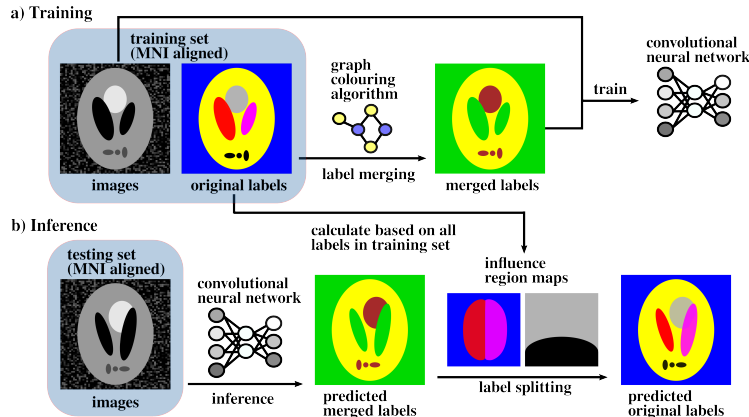 a) Training
training set
(MNI aligned)
images
original labels
graph
colouring
algorithm
label merging
merged labels
train
convolutional
neural network
calculate based on all
labels in training set
b) Inference
testing set
(MNI aligned)
images
convolutional
neural network
inference
predicted
merged labels
influence
region maps
label splitting
predicted
original labels